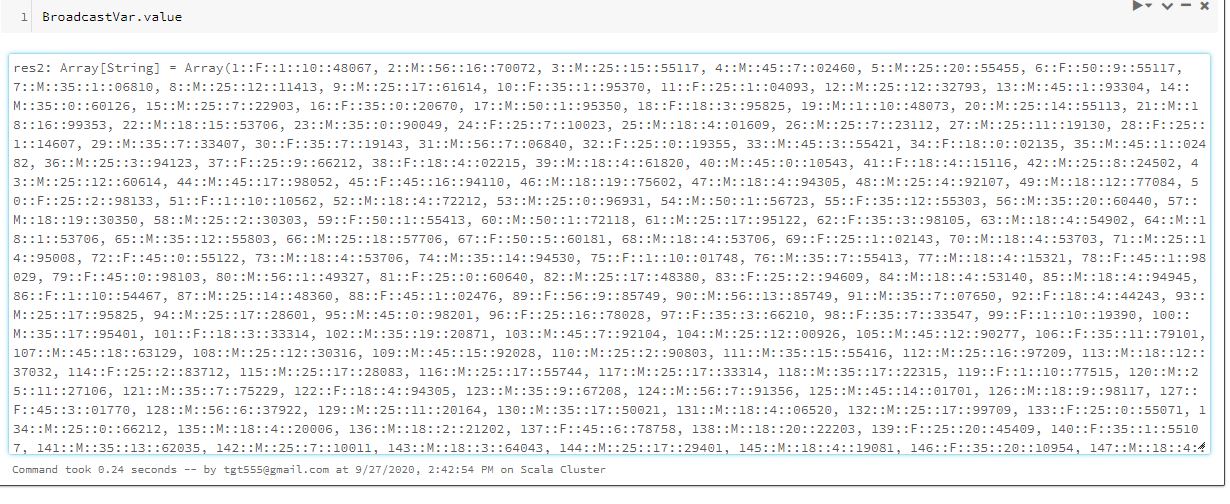 1 BroadcastVar.value
res2: Array[String] = Array(1::F::1::10::48067, 2::M::56::16::70072, 3::M::25::15::55117, 4::M::45::7::02460, 5::M::25::20::55455, 6::F::50::9::55117,
7::M::35::1::06810, 8::M::25::12::11413, 9::M::25::17::61614, 10::F::35::1::95370, 11::F::25::1::04093, 12::M::25::12::32793, 13::M::45::1::93304, 14::
M::35::0::60126, 15::M::25::7::22903, 16::F::35::0::20670, 17::M::50::1::95350, 18::F::18::3::95825, 19::M::1::10::48073, 20::M::25::14::55113, 21::M::1
8::16::99353, 22::M::18::15::53706, 23::M::35::0::90049, 24::F::25::7::10023, 25::M::18::4::01609, 26::M::25::7::23112, 27::M::25::11::19130, 28::F::25:
1::14607, 29::M::35::7::33407, 30::F::35::7::19143, 31::M::56::7::06840, 32::F::25::0::19355, 33::M::45::3::55421, 34::F::18::0::02135, 35::M::45::1::024
82, 36::M::25::3::94123, 37::F::25::9::66212, 38::F::18::4::02215, 39::M::18::4::61820, 40::M::45::0::10543, 41::F::18::4::15116, 42::M::25::8::24502, 4
3::M::25::12::60614, 44::M::45::17::98052, 45::F::45::16::94110, 46::M::18::19::75602, 47::M::18::4::94305, 48::M::25::4::92107, 49::M::18::12::77084, 5
0::F::25::2::98133, 51::F::1::10::10562, 52::M::18::4::72212, 53::M::25::0::96931, 54::M::50::1::56723, 55::F::35::12::55303, 56::M::35::20::60440, 57::
M::18::19::30350, 58::M::25::2::30303, 59::F::50::1::55413, 60::M::50::1::72118, 61::M::25::17::95122, 62::F::35::3::98105, 63::M::18::4::54902, 64::M::1
8::1::53706, 65::M::35::12::55803, 66::M::25::18::57706, 67::F::50::5::60181, 68::M::18::4::53706, 69::F::25::1::02143, 70::M::18::4::53703, 71::M::25::1
4::95008, 72::F::45::0::55122, 73::M::18::4::53706, 74::M::35::14::94530, 75::F::1::10::01748, 76::M::35::7::55413, 77::M::18::4::15321, 78::F::45::1::98
029, 79::F::45::0::98103, 80::M::56::1::49327, 81::F::25::0::60640, 82::M::25::17::48380, 83::F::25::2::94609, 84::M::18::4::53140, 85::M::18::4::94945,
86::F::1::10::54467, 87::M::25::14::48360, 88::F::45::1::02476, 89::F::56::9::85749, 90::M::56::13::85749, 91::M::35::7::07650, 92::F::18::4::44243, 93::
M::25::17::95825, 94::M::25::17::28601, 95::M::45::0::98201, 96::F::25::16::78028, 97::F::35::3::66210, 98::F::35::7::33547, 99::F::1::10::19390, 100::
M::35::17::95401, 101::F::18::3::33314, 102::M::35::19::20871, 103::M::45::7::92104, 104::M::25::12::00926, 105::M::45::12::90277, 106::F::35::11::79101,
107::M::45::18::63129, 108::M::25::12::30316, 109::M::45::15::92028, 110::M::25::2::90803, 111::M::35::15::55416, 112::M::25::16::97209, 113::M::18::12::
37032, 114::F::25::2::83712, 115::M::25::17::28083, 116::M::25::17::55744, 117::M::25::17::33314, 118::M::35::17::22315, 119::F::1::10::77515, 120::M::2
5::11::27106, 121::M::35::7::75229, 122::F::18::4::94305, 123::M::35::9::67208, 124::M::56::7::91356, 125::M::45::14::01701, 126::M::18::9::98117, 127::
F::45::3::01770, 128::M::56::6::37922, 129::M::25::11::20164, 130::M::35::17::50021, 131::M::18::4::06520, 132::M::25::17::99709, 133::F::25::0::55071, 1
34::M::25::0::66212, 135::M::18::4::20006, 136::M::18::2::21202, 137::F::45::6::78758, 138::M::18::20::22203, 139::F::25::20::45409, 140::F::35::1::5510
7, 141::M::35::13::62035, 142::M::25::7::10011, 143::M::18::3::64043, 144::M::25::17::29401, 145::M::18::4::19081, 146::F::35::20::10954, 147::M::18::4::
Command took 0.24 seconds -- by tgt555@gmail.com at 9/27/2020, 2:42:54 PM on Scala Cluster